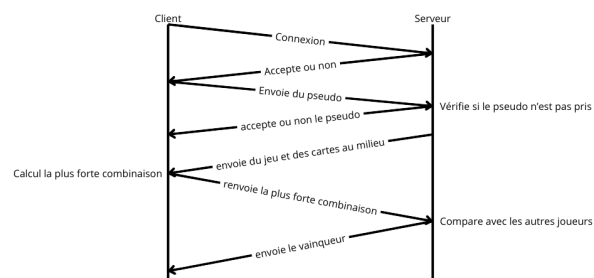 Client
Serveur
Connexion
Accepte ou non
Envoie du pseudo
Vérifie si le pseudo n'est pas pris
accepte ou non le pseudo
envoie du jeu et des cartes au milieu
Calcul la plus forte combinaison
renvoie la plus forte combinaison
Compare avec les autres joueurs
envoie le vainqueur